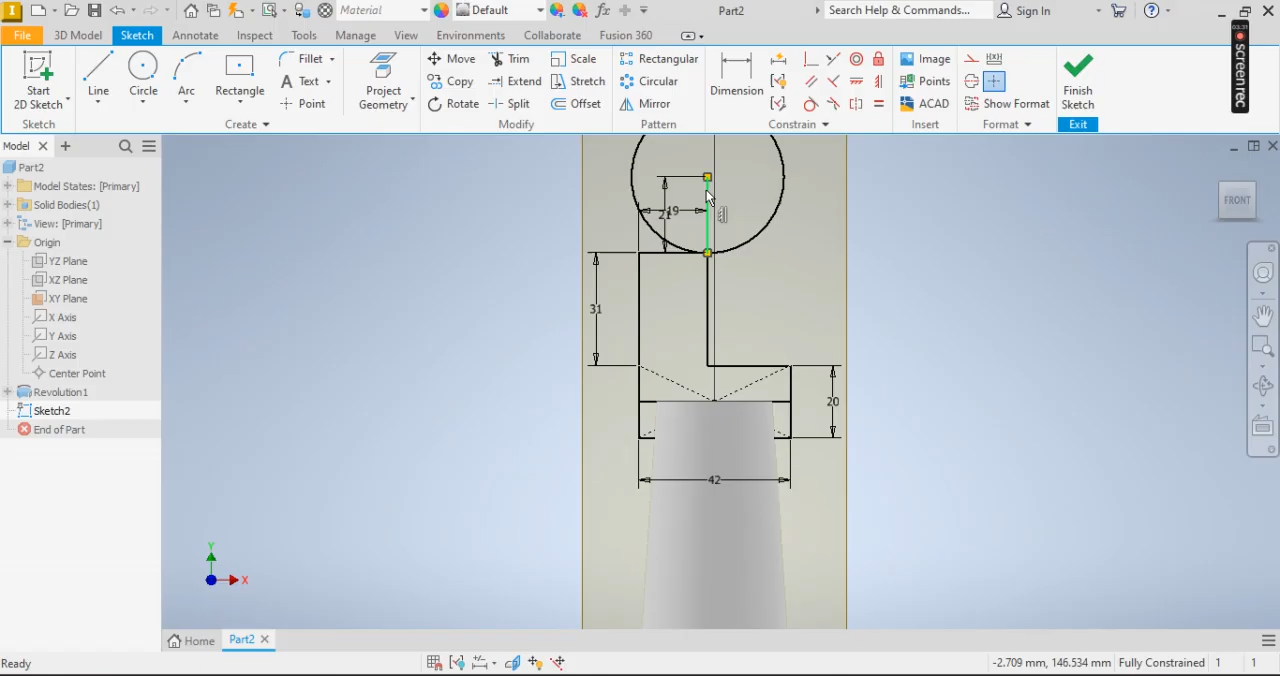 Material
Default
fx
Part2
Search Help & Commands...
Sign In
File
3D Model
Sketch
Annotate
Inspect
Tools
Manage
View
Environments
Collaborate
Fusion 360
03:31
screenrec
Start
2D Sketch
Line
Circle
Arc
Rectangle
Fillet
Text
Point
Project
Geometry
Move
Copy
Rotate
Trim
Extend
Split
Scale
Stretch
Offset
Rectangular
Circular
Mirror
Dimension
Image
Points
ACAD
Show Format
Finish
Sketch
Sketch
Create
Modify
Pattern
Constrain
Insert
Format
Exit
Model
Part2
Model States: [Primary]
Solid Bodies(1)
View: [Primary]
Origin
YZ Plane
XZ Plane
XY Plane
X Axis
Y Axis
Z Axis
Center Point
Revolution1
Sketch2
End of Part
FRONT
21
19
31
20
42
Y
X
Home
Part2
Ready
-2.709 mm, 146.534 mm
Fully Constrained
1
1